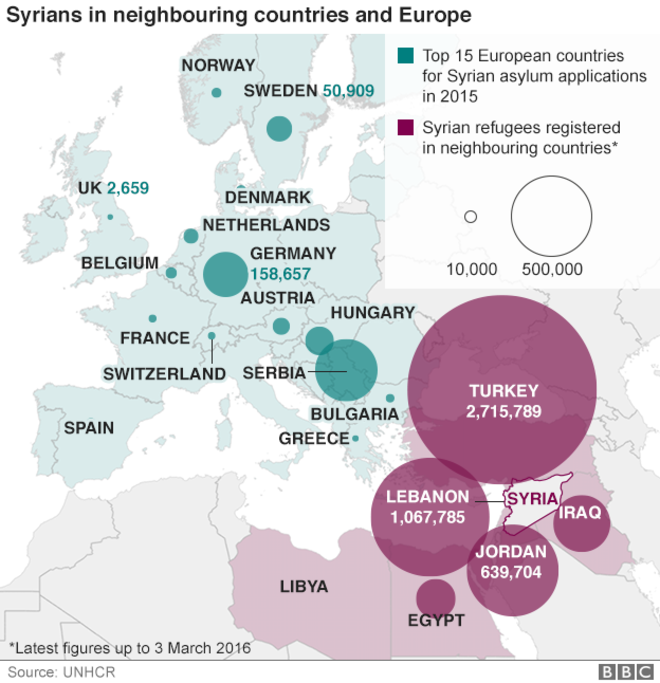 Syrians in neighbouring countries and Europe
Top 15 European countries
for Syrian asylum applications
in 2015
Syrian refugees registered
in neighbouring countries*
10,000
500,000
NORWAY
SWEDEN 50,909
UK 2,659
DENMARK
NETHERLANDS
BELGIUM
GERMANY
158,657
AUSTRIA
HUNGARY
FRANCE
SWITZERLAND
SERBIA
BULGARIA
SPAIN
GREECE
TURKEY
2,715,789
LEBANON
1,067,785
SYRIA
IRAQ
JORDAN
639,704
LIBYA
EGYPT
*Latest figures up to 3 March 2016
Source: UNHCR
BBC